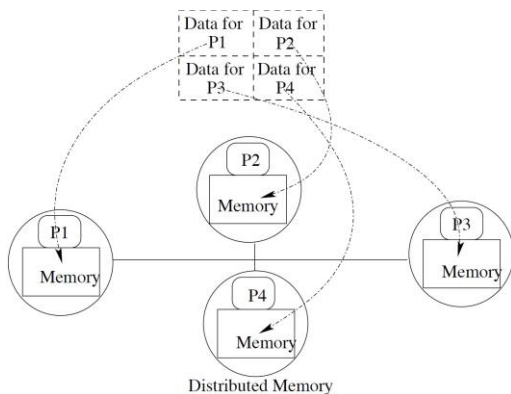 Data for
P1
Data for
P2
Data for
P3
Data for
P4
P2
Memory
P1
Memory
P3
Memory
P4
Memory
Distributed Memory